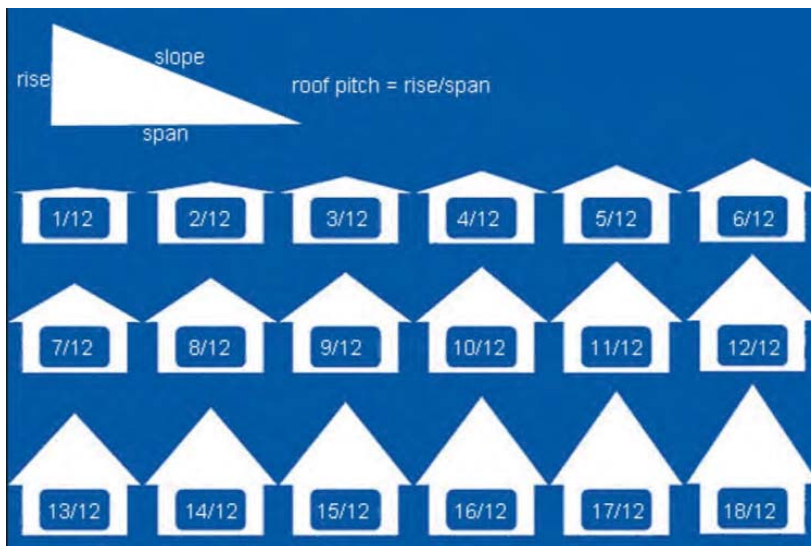 slope
rise
roof pitch = rise/span
span
1/12 2/12 3/12 4/12 5/12 6/12
7/12 8/12 9/12 10/12 11/12 12/12
13/12 14/12 15/12 16/12 17/12 18/12